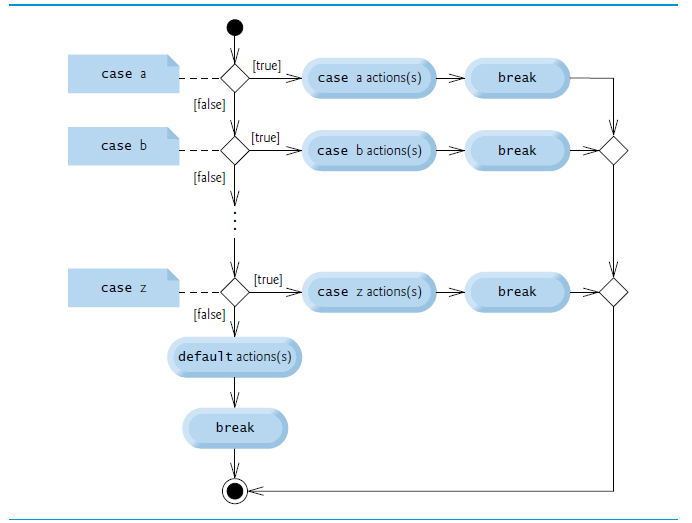 case a
[true]
case a actions(s)
break
[false]
case b
[true]
case b actions(s)
break
[false]
case z
[true]
case z actions(s)
break
[false]
default actions(s)
break